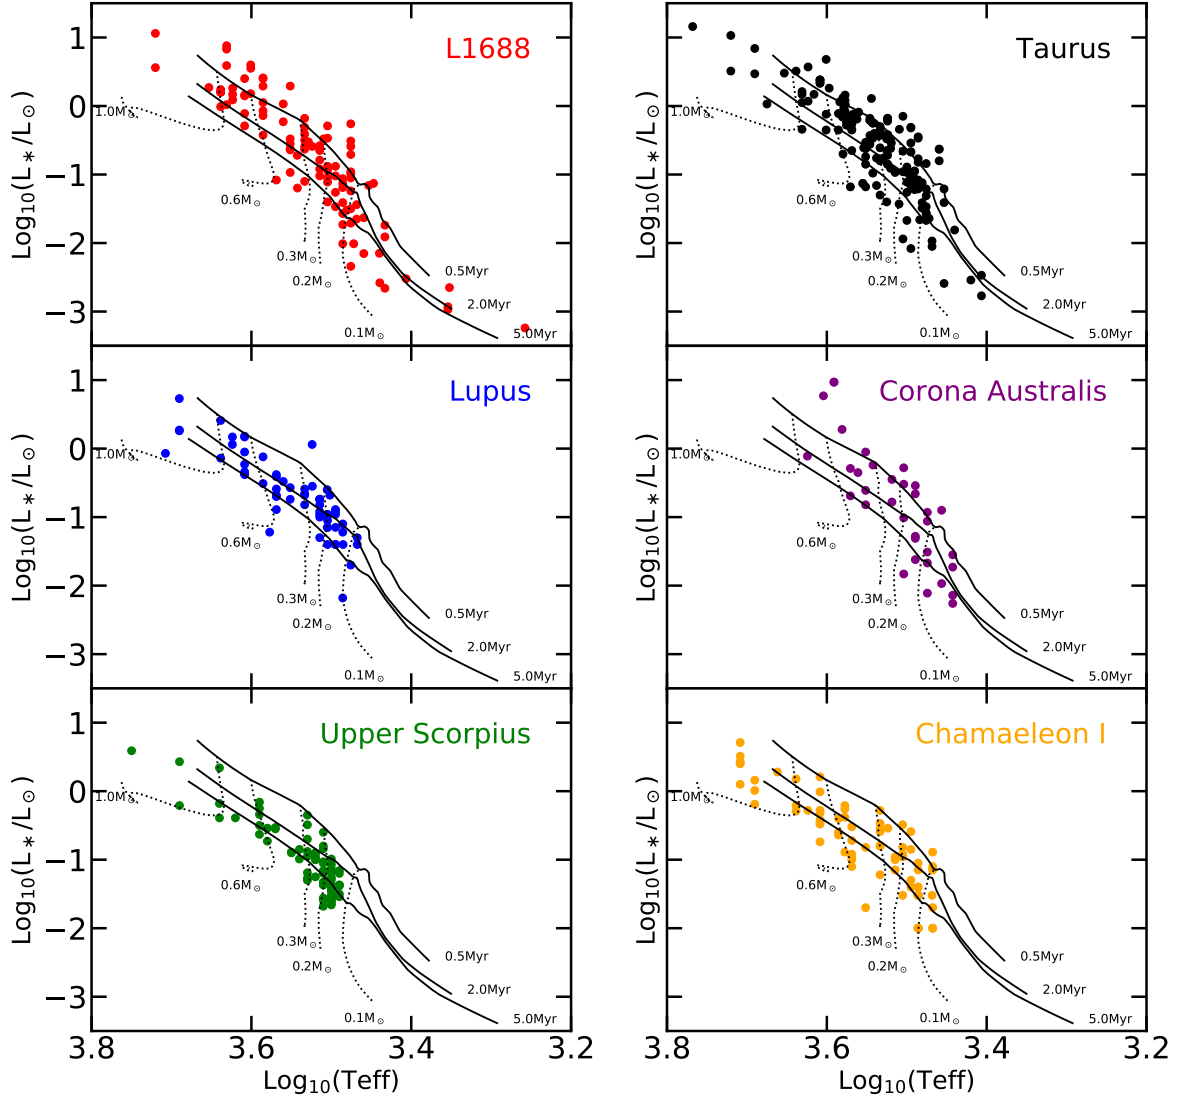 L1688
Taurus
1
0
−1
−2
−3
Log₁₀(L∗/L⊙)
Log₁₀(L∗/L⊙)
1.0M⊙
0.6M⊙
0.3M⊙
0.2M⊙
0.1M⊙
0.5Myr
2.0Myr
5.0Myr
1.0M⊙
0.6M⊙
0.3M⊙
0.2M⊙
0.1M⊙
0.5Myr
2.0Myr
5.0Myr
Lupus
Corona Australis
1
0
−1
−2
−3
Log₁₀(L∗/L⊙)
Log₁₀(L∗/L⊙)
1.0M⊙
0.6M⊙
0.3M⊙
0.2M⊙
0.1M⊙
0.5Myr
2.0Myr
5.0Myr
1.0M⊙
0.6M⊙
0.3M⊙
0.2M⊙
0.1M⊙
0.5Myr
2.0Myr
5.0Myr
Upper Scorpius
Chamaeleon I
1
0
−1
−2
−3
Log₁₀(L∗/L⊙)
Log₁₀(L∗/L⊙)
1.0M⊙
0.6M⊙
0.3M⊙
0.2M⊙
0.1M⊙
0.5Myr
2.0Myr
5.0Myr
1.0M⊙
0.6M⊙
0.3M⊙
0.2M⊙
0.1M⊙
0.5Myr
2.0Myr
5.0Myr
3.8 3.6 3.4 3.2
3.8 3.6 3.4 3.2
Log₁₀(Teff)
Log₁₀(Teff)